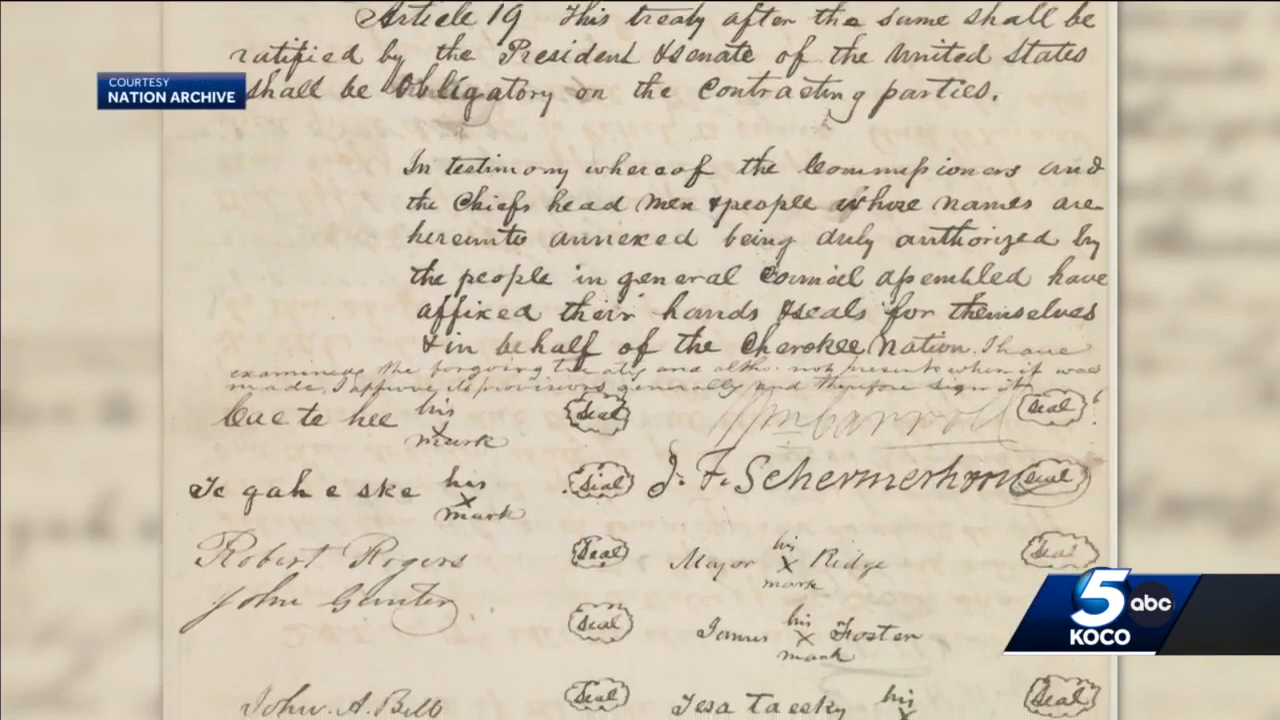 Article 19 This treaty after the same shall be
ratified by the President & Senate of the United States
shall be obligatory on the Contracting parties.
COURTESY
NATION ARCHIVE
In testimony whereof the Commissioners and
the Chiefs head men & people whose names are
hereunto annexed being duly authorized by
the people in general Council assembled have
affixed their hands & seals for themselves
& in behalf of the Cherokee Nation. I have
examined the forgoing treaty and altho. not present when it was
made, I approve its provisions generally and therefore sign it
Cae te hee his x mark Seal Seal
Te gah e ske his x mark Seal J. F. Schermerhorn Seal
Robert Rogers Seal Major his x mark Ridge Seal
John Gunter Seal James his x mark Foster
John. A. Bell Seal Tesa ta esky his x Seal
5 abc
KOCO